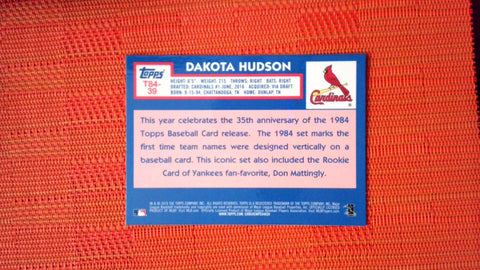 DAKOTA HUDSON
Topps
T84-
39
HEIGHT: 6'5" WEIGHT: 215 THROWS: RIGHT BATS: RIGHT
DRAFTED: CARDINALS #1-JUNE, 2016 ACQUIRED: VIA DRAFT
BORN: 9-15-94, CHATTANOOGA, TN HOME: DUNLAP, TN
Cardinals
This year celebrates the 35th anniversary of the 1984
Topps Baseball Card release. The 1984 set marks the
first time team names were designed vertically on a
baseball card. This iconic set also included the Rookie
Card of Yankees fan-favorite, Don Mattingly.